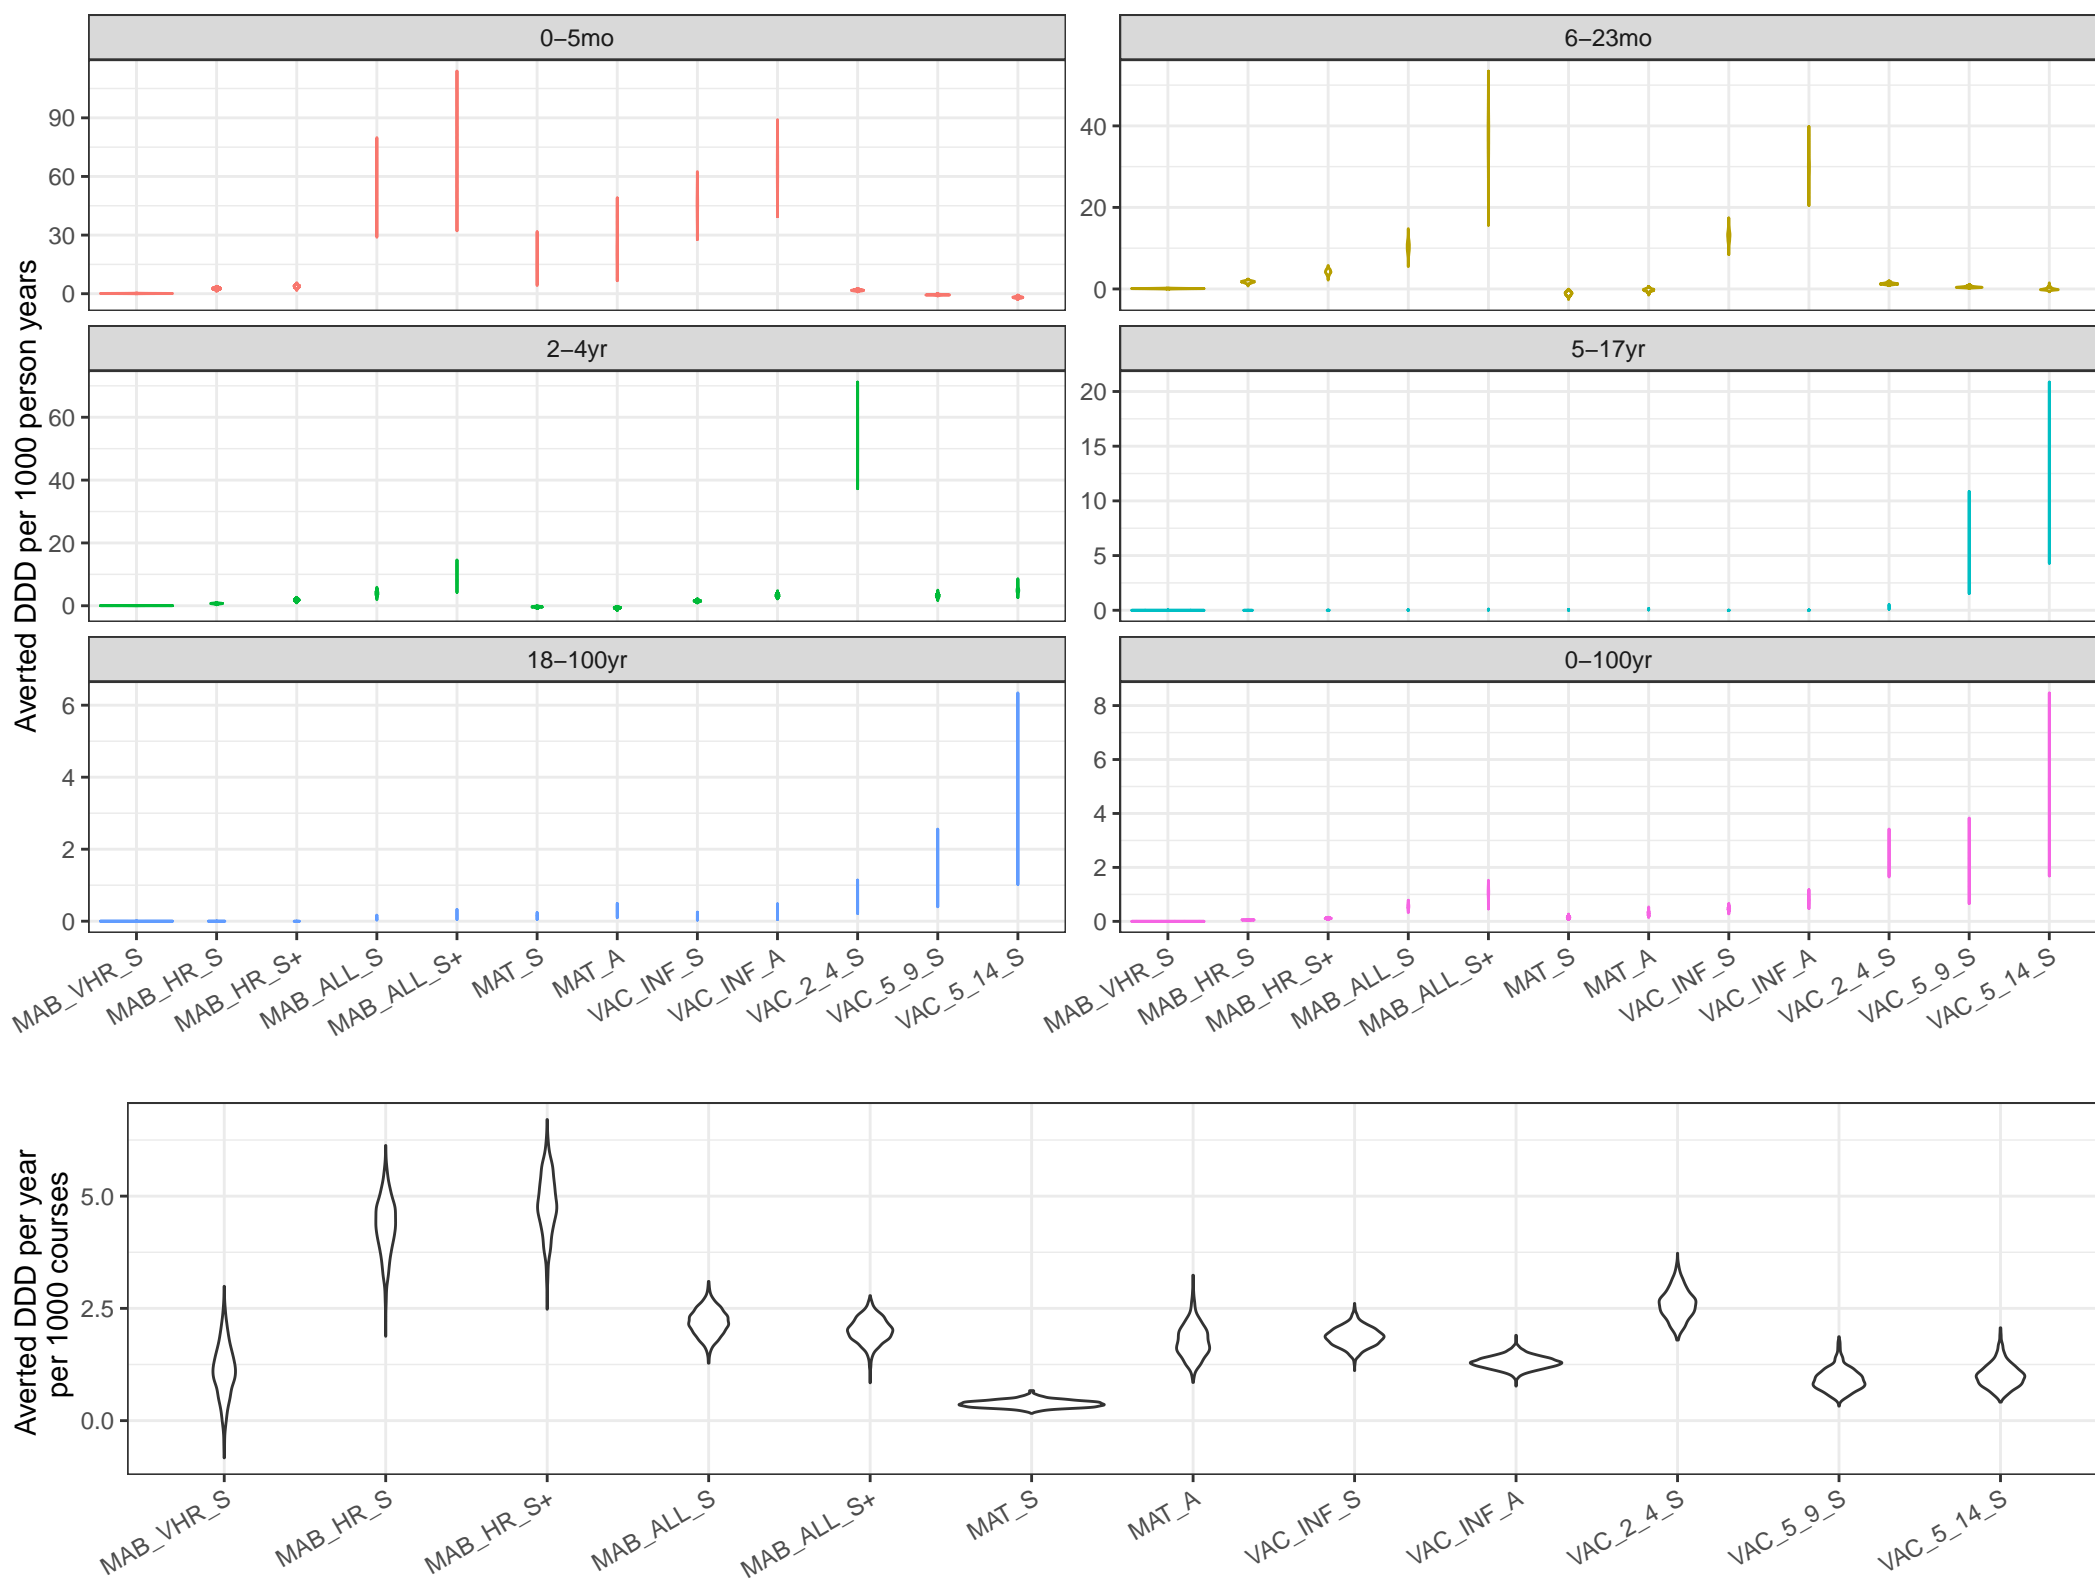 0–5mo
6–23mo
90
60
30
0
40
20
0
2–4yr
5–17yr
60
40
20
0
20
15
10
5
0
18–100yr
0–100yr
6
4
2
0
8
6
4
2
0
Averted DDD per 1000 person years
MAB_VHR_S
MAB_HR_S
MAB_HR_S+
MAB_ALL_S
MAB_ALL_S+
MAT_S
MAT_A
VAC_INF_S
VAC_INF_A
VAC_2_4_S
VAC_5_9_S
VAC_5_14_S
MAB_VHR_S
MAB_HR_S
MAB_HR_S+
MAB_ALL_S
MAB_ALL_S+
MAT_S
MAT_A
VAC_INF_S
VAC_INF_A
VAC_2_4_S
VAC_5_9_S
VAC_5_14_S
Averted DDD per year
per 1000 courses
5.0
2.5
0.0
MAB_VHR_S
MAB_HR_S
MAB_HR_S+
MAB_ALL_S
MAB_ALL_S+
MAT_S
MAT_A
VAC_INF_S
VAC_INF_A
VAC_2_4_S
VAC_5_9_S
VAC_5_14_S